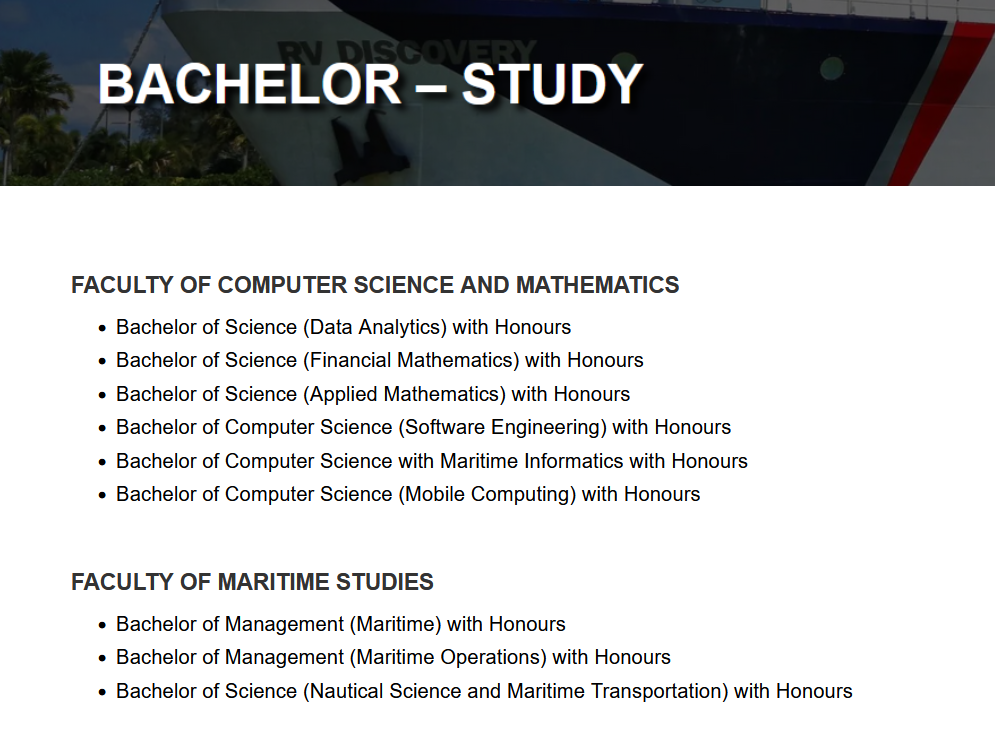 RV DISCOVERY
BACHELOR – STUDY
FACULTY OF COMPUTER SCIENCE AND MATHEMATICS
Bachelor of Science (Data Analytics) with Honours
Bachelor of Science (Financial Mathematics) with Honours
Bachelor of Science (Applied Mathematics) with Honours
Bachelor of Computer Science (Software Engineering) with Honours
Bachelor of Computer Science with Maritime Informatics with Honours
Bachelor of Computer Science (Mobile Computing) with Honours
FACULTY OF MARITIME STUDIES
Bachelor of Management (Maritime) with Honours
Bachelor of Management (Maritime Operations) with Honours
Bachelor of Science (Nautical Science and Maritime Transportation) with Honours